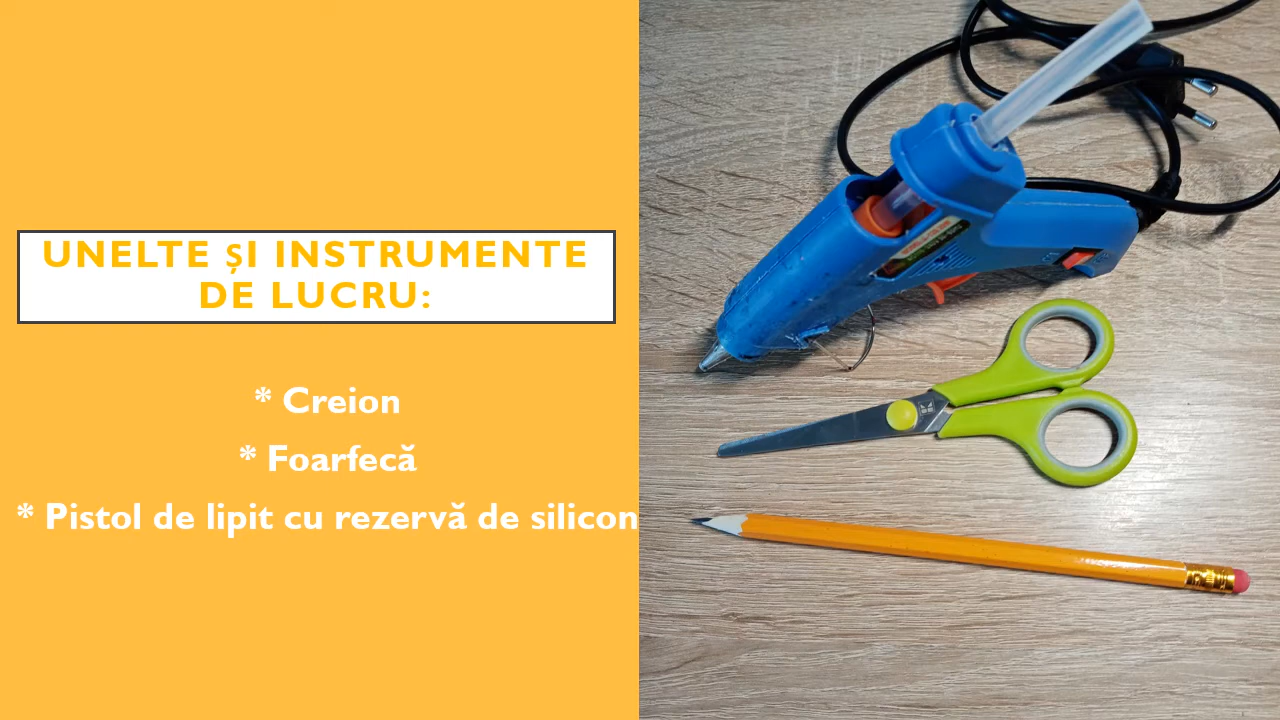 UNELTE ȘI INSTRUMENTE
DE LUCRU:
* Creion
* Foarfecă
* Pistol de lipit cu rezervă de silicon